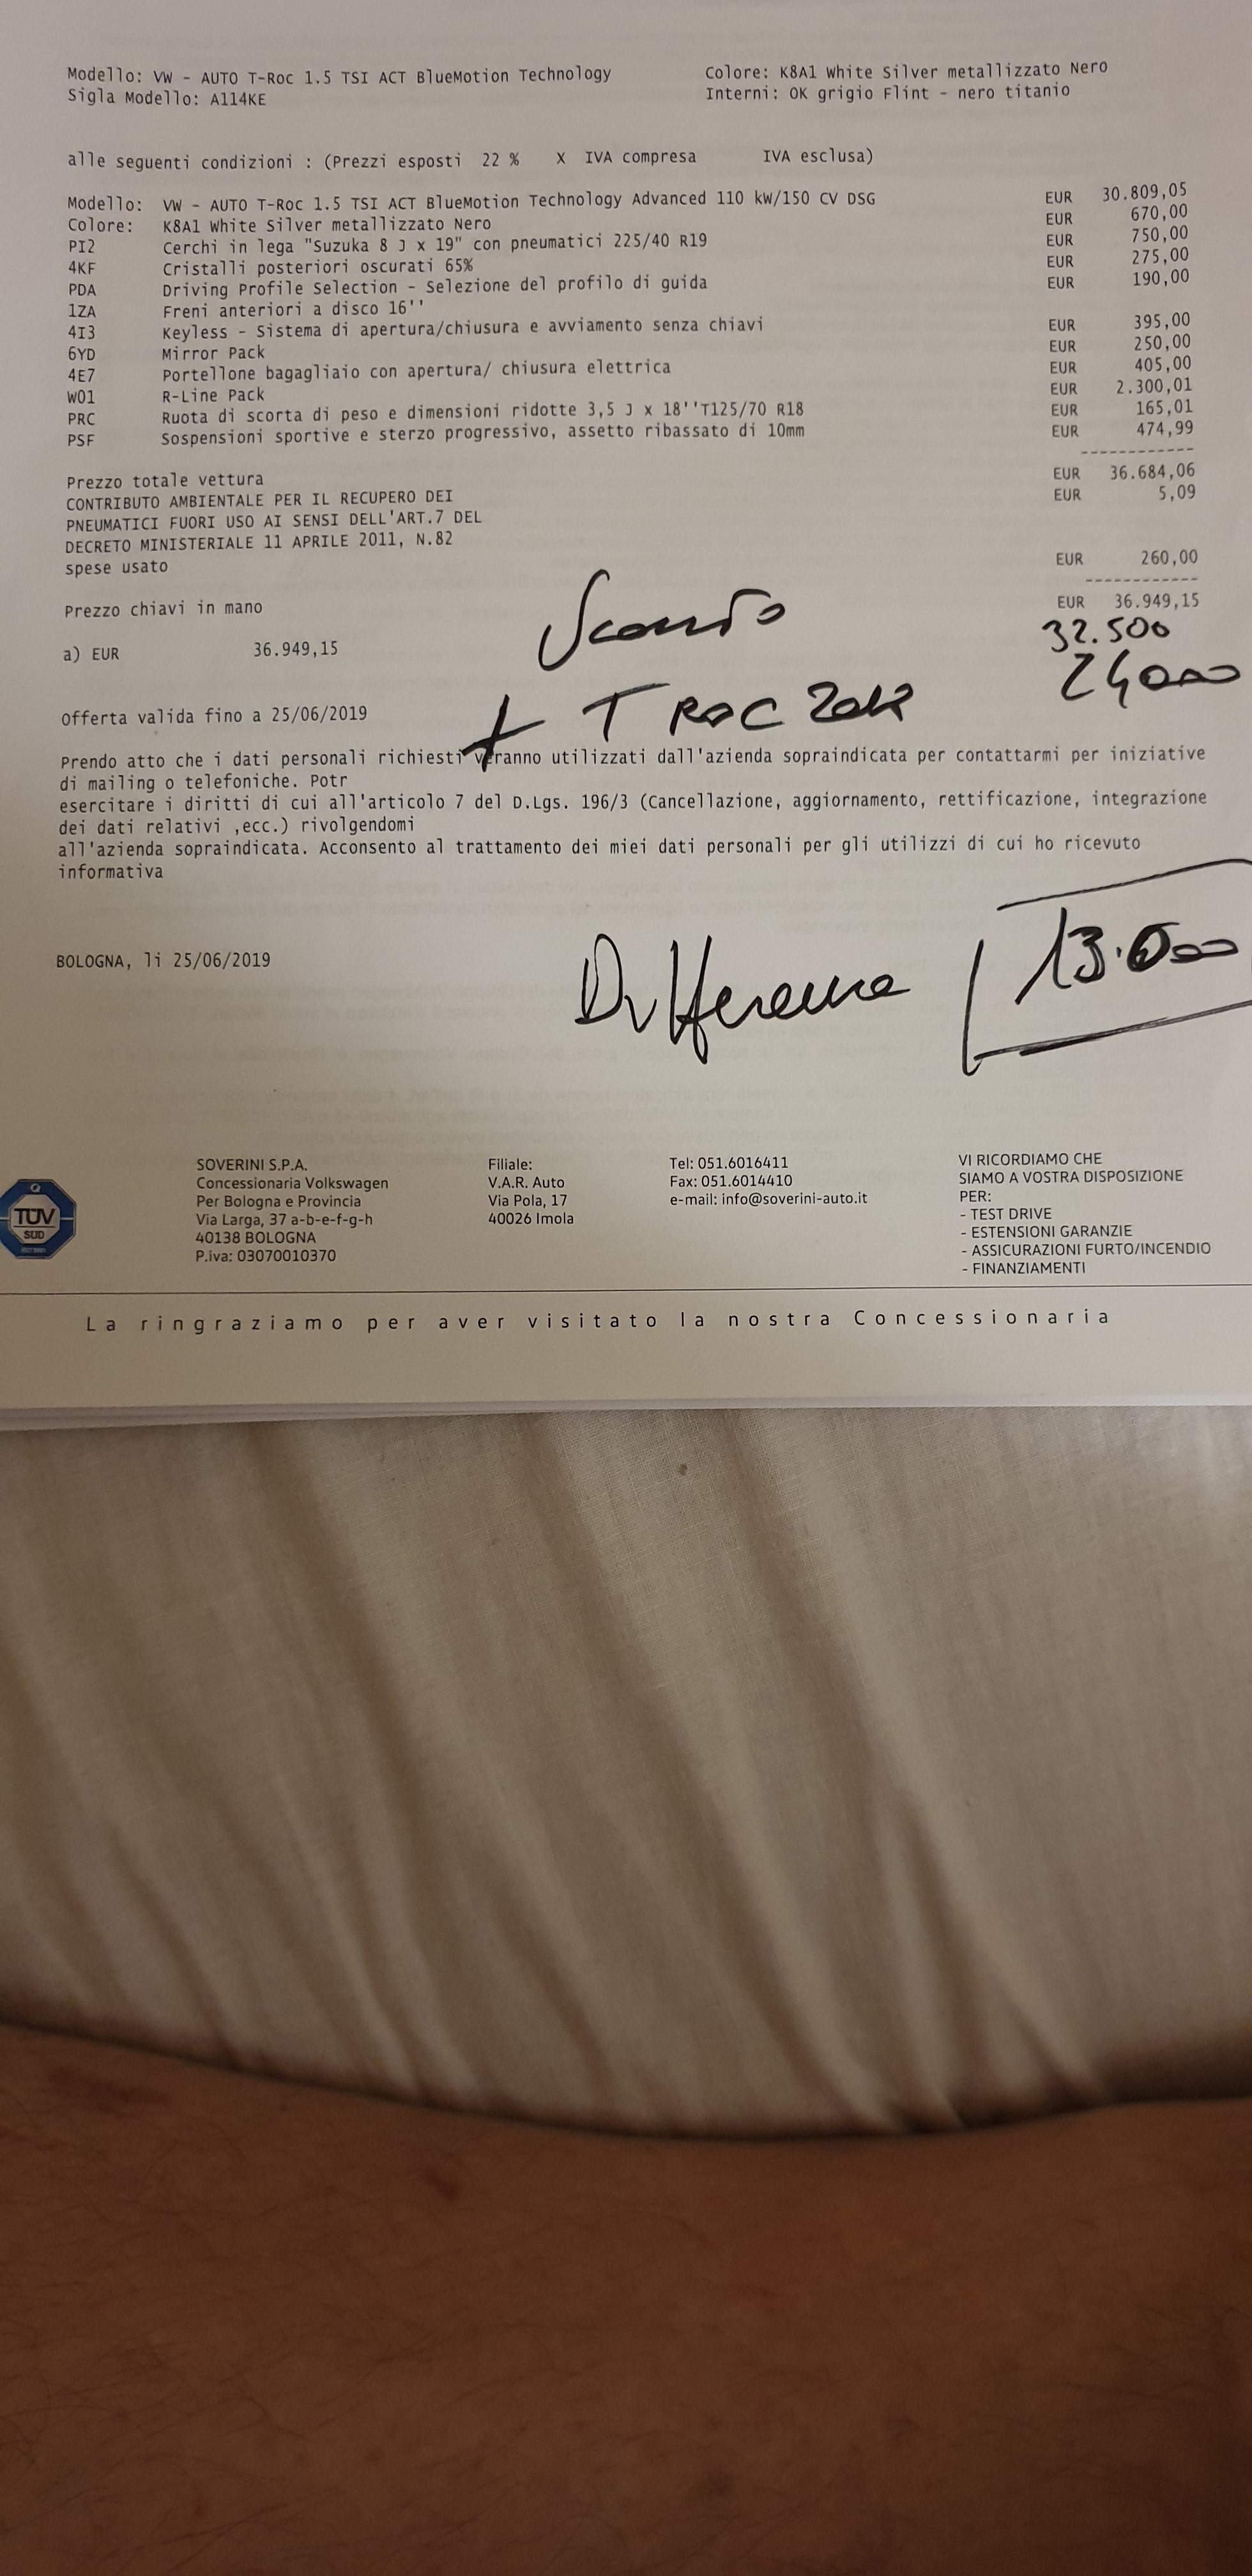 Modello: VW - AUTO T-Roc 1.5 TSI ACT BlueMotion Technology Colore: K8A1 White Silver metallizzato Nero
Sigla Modello: A114KE Interni: OK grigio Flint - nero titanio
alle seguenti condizioni : (Prezzi esposti 22 % X IVA compresa IVA esclusa)
Modello: VW - AUTO T-Roc 1.5 TSI ACT BlueMotion Technology Advanced 110 kW/150 CV DSG EUR 30.809,05
Colore: K8A1 White Silver metallizzato Nero EUR 670,00
PI2 Cerchi in lega "Suzuka 8 J x 19" con pneumatici 225/40 R19 EUR 750,00
4KF Cristalli posteriori oscurati 65% EUR 275,00
PDA Driving Profile Selection - Selezione del profilo di guida EUR 190,00
1ZA Freni anteriori a disco 16''
4I3 Keyless - Sistema di apertura/chiusura e avviamento senza chiavi EUR 395,00
6YD Mirror Pack EUR 250,00
4E7 Portellone bagagliaio con apertura/ chiusura elettrica EUR 405,00
WO1 R-Line Pack EUR 2.300,01
PRC Ruota di scorta di peso e dimensioni ridotte 3,5 J x 18''T125/70 R18 EUR 165,01
PSF Sospensioni sportive e sterzo progressivo, assetto ribassato di 10mm EUR 474,99
------------
Prezzo totale vettura EUR 36.684,06
CONTRIBUTO AMBIENTALE PER IL RECUPERO DEI EUR 5,09
PNEUMATICI FUORI USO AI SENSI DELL'ART.7 DEL
DECRETO MINISTERIALE 11 APRILE 2011, N.82
spese usato EUR 260,00
------------
Prezzo chiavi in mano EUR 36.949,15
Sconto 32.500
a) EUR 36.949,15
+ T ROC 24000
Offerta valida fino a 25/06/2019
Prendo atto che i dati personali richiesti veranno utilizzati dall'azienda sopraindicata per contattarmi per iniziative
di mailing o telefoniche. Potr
esercitare i diritti di cui all'articolo 7 del D.Lgs. 196/3 (Cancellazione, aggiornamento, rettificazione, integrazione
dei dati relativi ,ecc.) rivolgendomi
all'azienda sopraindicata. Acconsento al trattamento dei miei dati personali per gli utilizzi di cui ho ricevuto
informativa
BOLOGNA, li 25/06/2019
Differenza 13.000
TÜV
SUD
SOVERINI S.P.A.
Concessionaria Volkswagen
Per Bologna e Provincia
Via Larga, 37 a-b-e-f-g-h
40138 BOLOGNA
P.iva: 03070010370
Filiale:
V.A.R. Auto
Via Pola, 17
40026 Imola
Tel: 051.6016411
Fax: 051.6014410
e-mail: info@soverini-auto.it
VI RICORDIAMO CHE
SIAMO A VOSTRA DISPOSIZIONE
PER:
- TEST DRIVE
- ESTENSIONI GARANZIE
- ASSICURAZIONI FURTO/INCENDIO
- FINANZIAMENTI
La ringraziamo per aver visitato la nostra Concessionaria